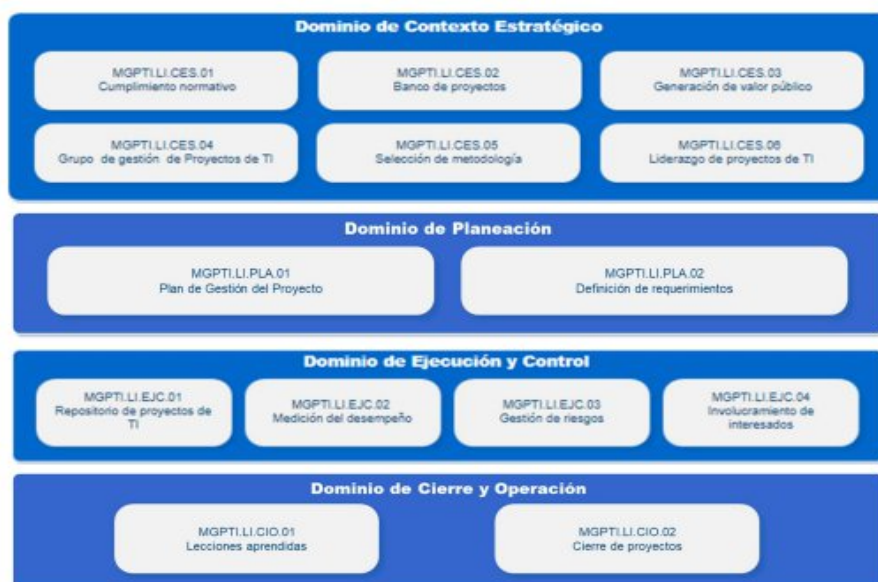 Dominio de Contexto Estratégico
MGPTI.LI.CES.01
Cumplimiento normativo
MGPTI.LI.CES.02
Banco de proyectos
MGPTI.LI.CES.03
Generación de valor público
MGPTI.LI.CES.04
Grupo de gestión de Proyectos de TI
MGPTI.LI.CES.05
Selección de metodología
MGPTI.LI.CES.06
Liderazgo de proyectos de TI
Dominio de Planeación
MGPTI.LI.PLA.01
Plan de Gestión del Proyecto
MGPTI.LI.PLA.02
Definición de requerimientos
Dominio de Ejecución y Control
MGPTI.LI.EJC.01
Repositorio de proyectos de
TI
MGPTI.LI.EJC.02
Medición del desempeño
MGPTI.LI.EJC.03
Gestión de riesgos
MGPTI.LI.EJC.04
Involucramiento de
interesados
Dominio de Cierre y Operación
MGPTI.LI.CIO.01
Lecciones aprendidas
MGPTI.LI.CIO.02
Cierre de proyectos